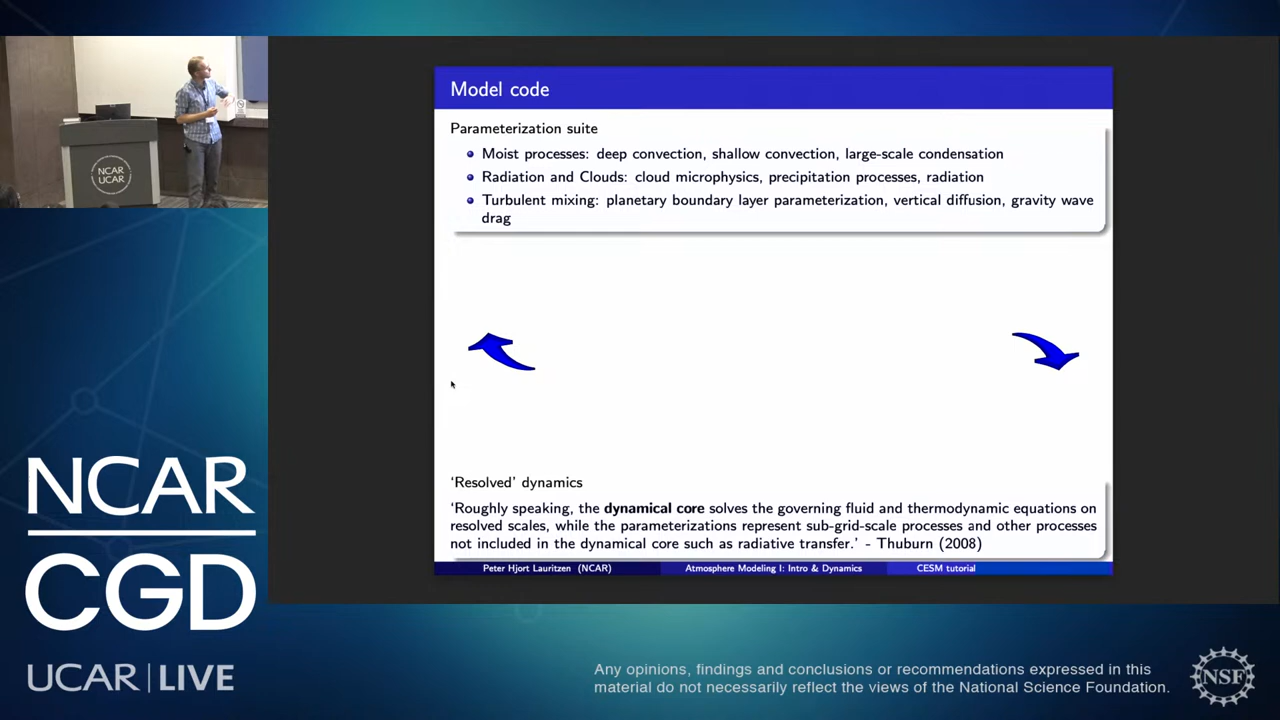 Model code
Parameterization suite
Moist processes: deep convection, shallow convection, large-scale condensation
Radiation and Clouds: cloud microphysics, precipitation processes, radiation
Turbulent mixing: planetary boundary layer parameterization, vertical diffusion, gravity wave
drag
NCAR
UCAR
‘Resolved’ dynamics
‘Roughly speaking, the dynamical core solves the governing fluid and thermodynamic equations on
resolved scales, while the parameterizations represent sub-grid-scale processes and other processes
not included in the dynamical core such as radiative transfer.’ - Thuburn (2008)
Peter Hjort Lauritzen (NCAR) Atmosphere Modeling I: Intro & Dynamics CESM tutorial
NCAR
CGD
UCAR | LIVE
Any opinions, findings and conclusions or recommendations expressed in this
material do not necessarily reflect the views of the National Science Foundation.
NSF